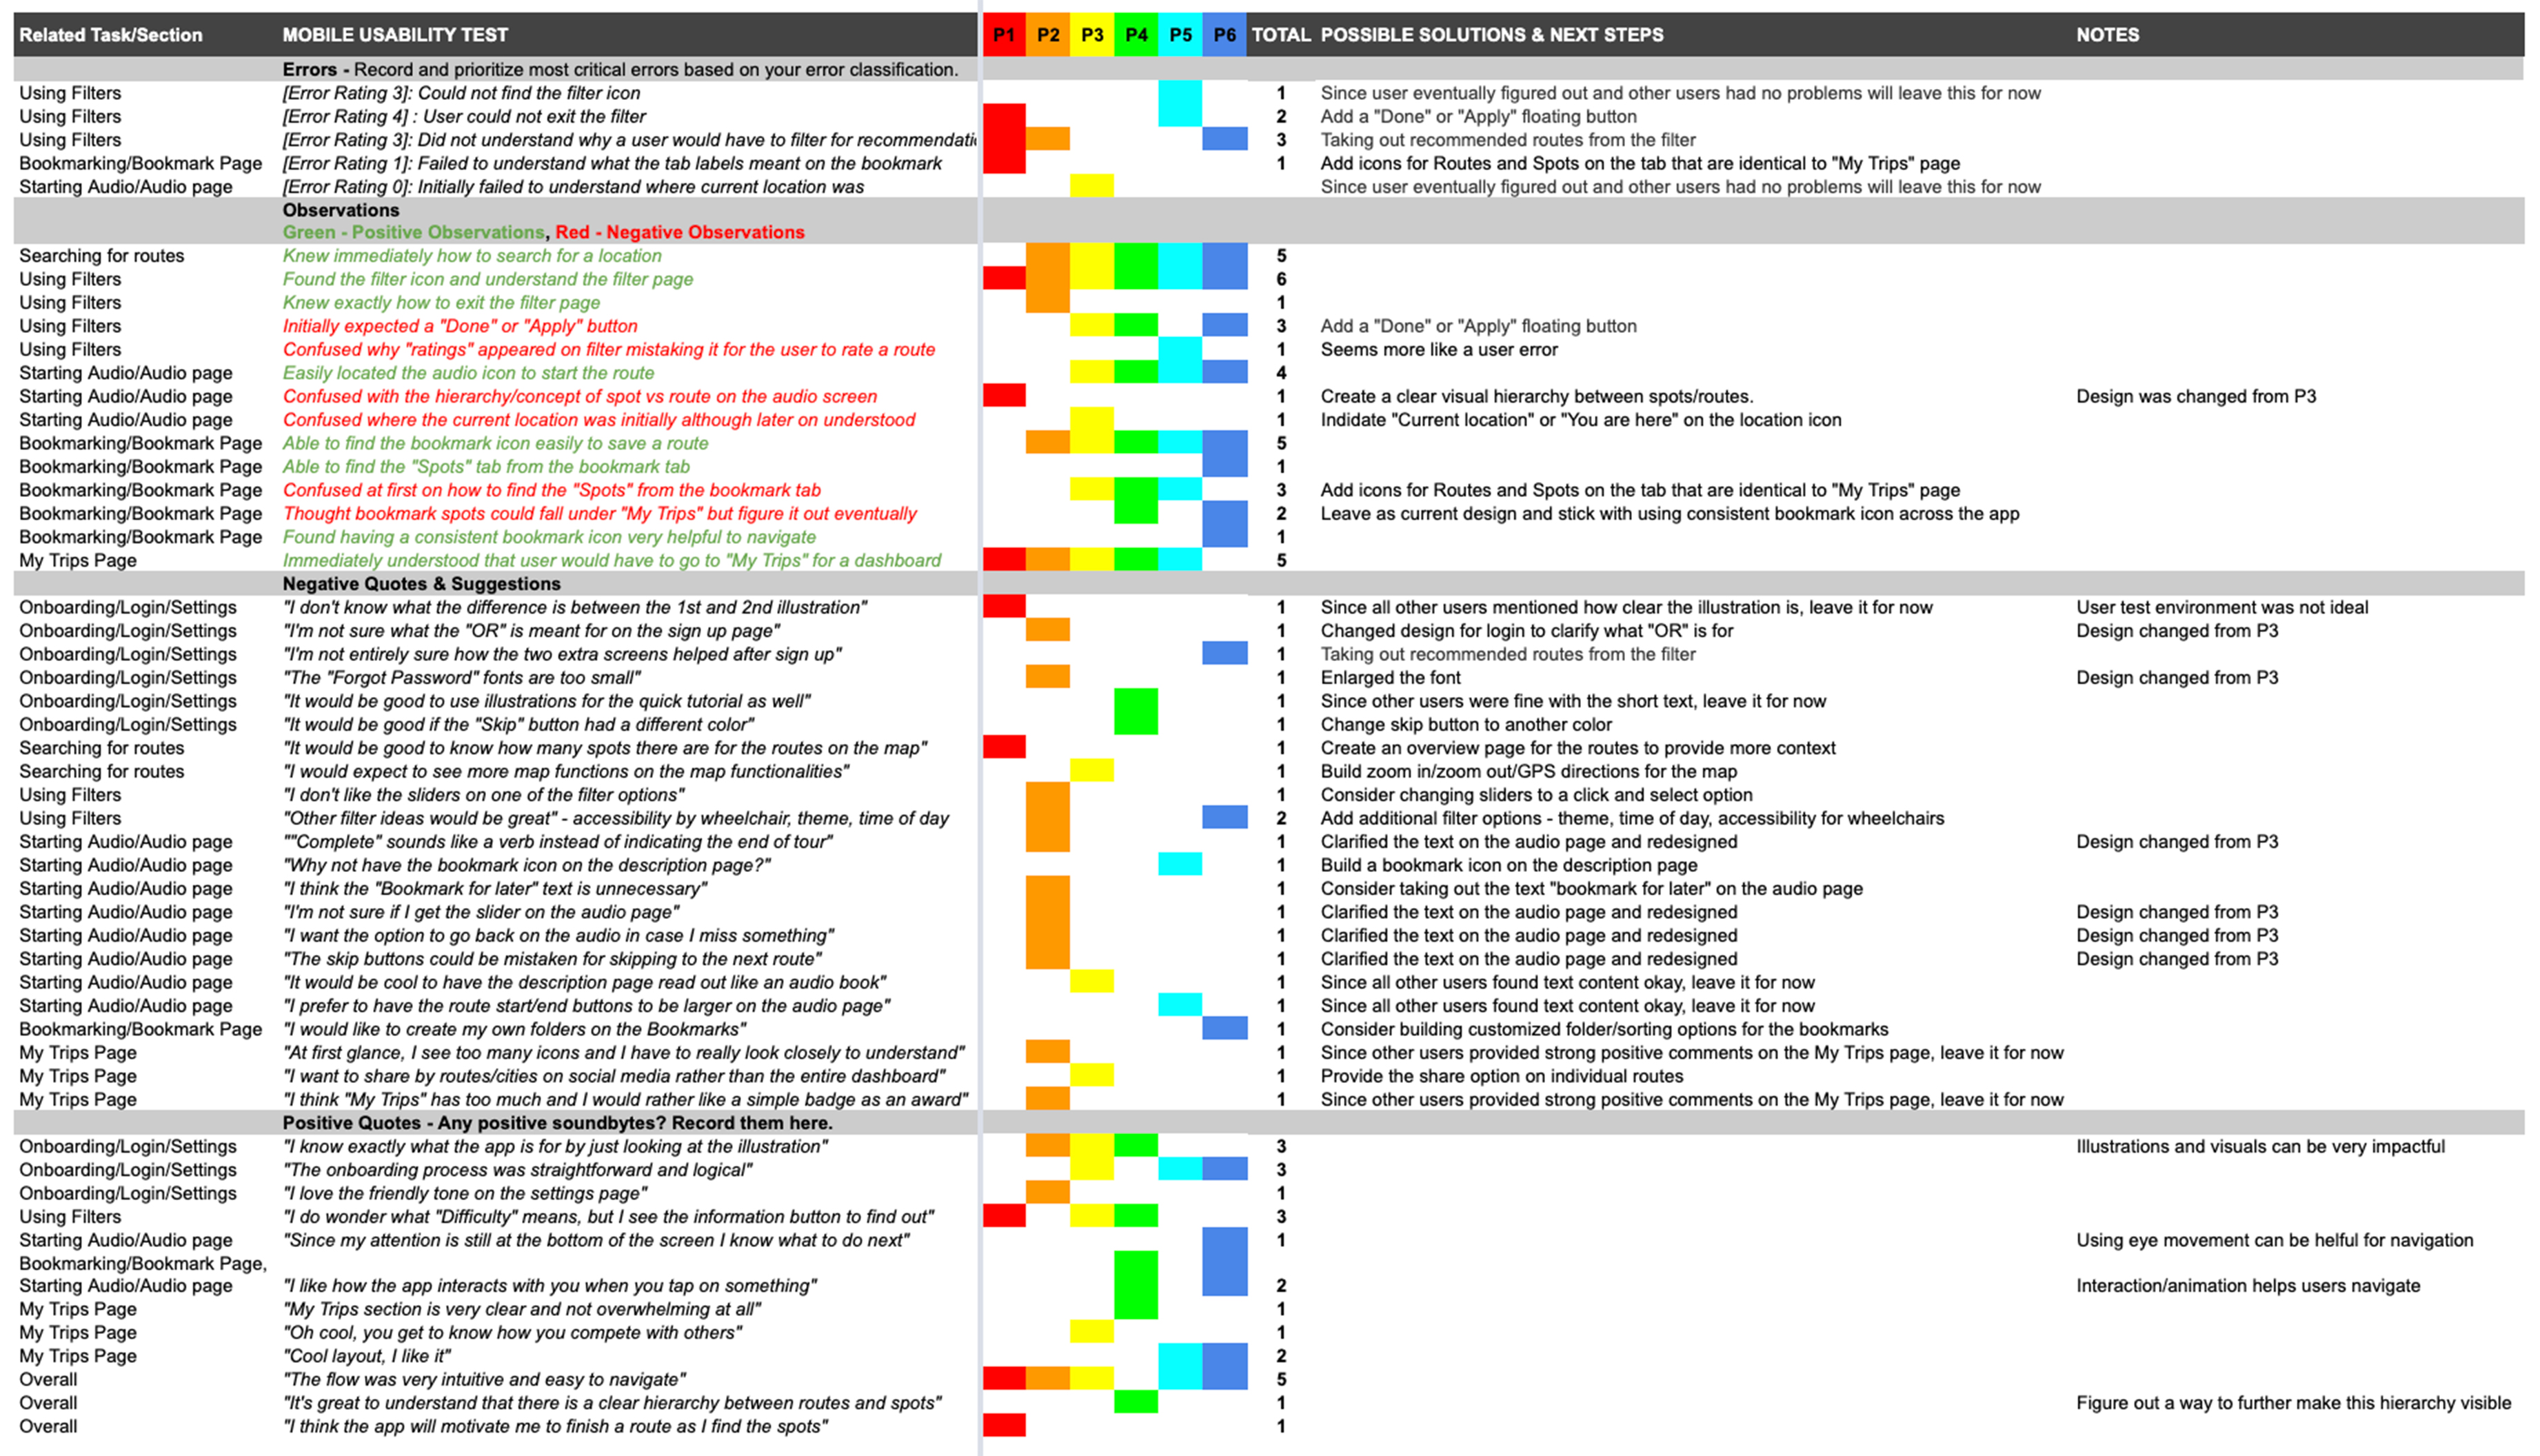 Related Task/Section MOBILE USABILITY TEST P1 P2 P3 P4 P5 P6 TOTAL POSSIBLE SOLUTIONS & NEXT STEPS NOTES
Errors - Record and prioritize most critical errors based on your error classification.
Using Filters [Error Rating 3]: Could not find the filter icon 1 Since user eventually figured out and other users had no problems will leave this for now
Using Filters [Error Rating 4] : User could not exit the filter 2 Add a "Done" or "Apply" floating button
Using Filters [Error Rating 3]: Did not understand why a user would have to filter for recommendatio 3 Taking out recommended routes from the filter
Bookmarking/Bookmark Page [Error Rating 1]: Failed to understand what the tab labels meant on the bookmark 1 Add icons for Routes and Spots on the tab that are identical to "My Trips" page
Starting Audio/Audio page [Error Rating 0]: Initially failed to understand where current location was Since user eventually figured out and other users had no problems will leave this for now
Observations
Green - Positive Observations, Red - Negative Observations
Searching for routes Knew immediately how to search for a location 5
Using Filters Found the filter icon and understand the filter page 6
Using Filters Knew exactly how to exit the filter page 1
Using Filters Initially expected a "Done" or "Apply" button 3 Add a "Done" or "Apply" floating button
Using Filters Confused why "ratings" appeared on filter mistaking it for the user to rate a route 1 Seems more like a user error
Starting Audio/Audio page Easily located the audio icon to start the route 4
Starting Audio/Audio page Confused with the hierarchy/concept of spot vs route on the audio screen 1 Create a clear visual hierarchy between spots/routes. Design was changed from P3
Starting Audio/Audio page Confused where the current location was initially although later on understood 1 Indidate "Current location" or "You are here" on the location icon
Bookmarking/Bookmark Page Able to find the bookmark icon easily to save a route 5
Bookmarking/Bookmark Page Able to find the "Spots" tab from the bookmark tab 1
Bookmarking/Bookmark Page Confused at first on how to find the "Spots" from the bookmark tab 3 Add icons for Routes and Spots on the tab that are identical to "My Trips" page
Bookmarking/Bookmark Page Thought bookmark spots could fall under "My Trips" but figure it out eventually 2 Leave as current design and stick with using consistent bookmark icon across the app
Bookmarking/Bookmark Page Found having a consistent bookmark icon very helpful to navigate 1
My Trips Page Immediately understood that user would have to go to "My Trips" for a dashboard 5
Negative Quotes & Suggestions
Onboarding/Login/Settings "I don't know what the difference is between the 1st and 2nd illustration" 1 Since all other users mentioned how clear the illustration is, leave it for now User test environment was not ideal
Onboarding/Login/Settings "I'm not sure what the "OR" is meant for on the sign up page" 1 Changed design for login to clarify what "OR" is for Design changed from P3
Onboarding/Login/Settings "I'm not entirely sure how the two extra screens helped after sign up" 1 Taking out recommended routes from the filter
Onboarding/Login/Settings "The "Forgot Password" fonts are too small" 1 Enlarged the font Design changed from P3
Onboarding/Login/Settings "It would be good to use illustrations for the quick tutorial as well" 1 Since other users were fine with the short text, leave it for now
Onboarding/Login/Settings "It would be good if the "Skip" button had a different color" 1 Change skip button to another color
Searching for routes "It would be good to know how many spots there are for the routes on the map" 1 Create an overview page for the routes to provide more context
Searching for routes "I would expect to see more map functions on the map functionalities" 1 Build zoom in/zoom out/GPS directions for the map
Using Filters "I don't like the sliders on one of the filter options" 1 Consider changing sliders to a click and select option
Using Filters "Other filter ideas would be great" - accessibility by wheelchair, theme, time of day 2 Add additional filter options - theme, time of day, accessibility for wheelchairs
Starting Audio/Audio page ""Complete" sounds like a verb instead of indicating the end of tour" 1 Clarified the text on the audio page and redesigned Design changed from P3
Starting Audio/Audio page "Why not have the bookmark icon on the description page?" 1 Build a bookmark icon on the description page
Starting Audio/Audio page "I think the "Bookmark for later" text is unnecessary" 1 Consider taking out the text "bookmark for later" on the audio page
Starting Audio/Audio page "I'm not sure if I get the slider on the audio page" 1 Clarified the text on the audio page and redesigned Design changed from P3
Starting Audio/Audio page "I want the option to go back on the audio in case I miss something" 1 Clarified the text on the audio page and redesigned Design changed from P3
Starting Audio/Audio page "The skip buttons could be mistaken for skipping to the next route" 1 Clarified the text on the audio page and redesigned Design changed from P3
Starting Audio/Audio page "It would be cool to have the description page read out like an audio book" 1 Since all other users found text content okay, leave it for now
Starting Audio/Audio page "I prefer to have the route start/end buttons to be larger on the audio page" 1 Since all other users found text content okay, leave it for now
Bookmarking/Bookmark Page "I would like to create my own folders on the Bookmarks" 1 Consider building customized folder/sorting options for the bookmarks
My Trips Page "At first glance, I see too many icons and I have to really look closely to understand" 1 Since other users provided strong positive comments on the My Trips page, leave it for now
My Trips Page "I want to share by routes/cities on social media rather than the entire dashboard" 1 Provide the share option on individual routes
My Trips Page "I think "My Trips" has too much and I would rather like a simple badge as an award" 1 Since other users provided strong positive comments on the My Trips page, leave it for now
Positive Quotes - Any positive soundbytes? Record them here.
Onboarding/Login/Settings "I know exactly what the app is for by just looking at the illustration" 3 Illustrations and visuals can be very impactful
Onboarding/Login/Settings "The onboarding process was straightforward and logical" 3
Onboarding/Login/Settings "I love the friendly tone on the settings page" 1
Using Filters "I do wonder what "Difficulty" means, but I see the information button to find out" 3
Starting Audio/Audio page "Since my attention is still at the bottom of the screen I know what to do next" 1 Using eye movement can be helful for navigation
Bookmarking/Bookmark Page,
Starting Audio/Audio page "I like how the app interacts with you when you tap on something" 2 Interaction/animation helps users navigate
My Trips Page "My Trips section is very clear and not overwhelming at all" 1
My Trips Page "Oh cool, you get to know how you compete with others" 1
My Trips Page "Cool layout, I like it" 2
Overall "The flow was very intuitive and easy to navigate" 5
Overall "It's great to understand that there is a clear hierarchy between routes and spots" 1 Figure out a way to further make this hierarchy visible
Overall "I think the app will motivate me to finish a route as I find the spots" 1